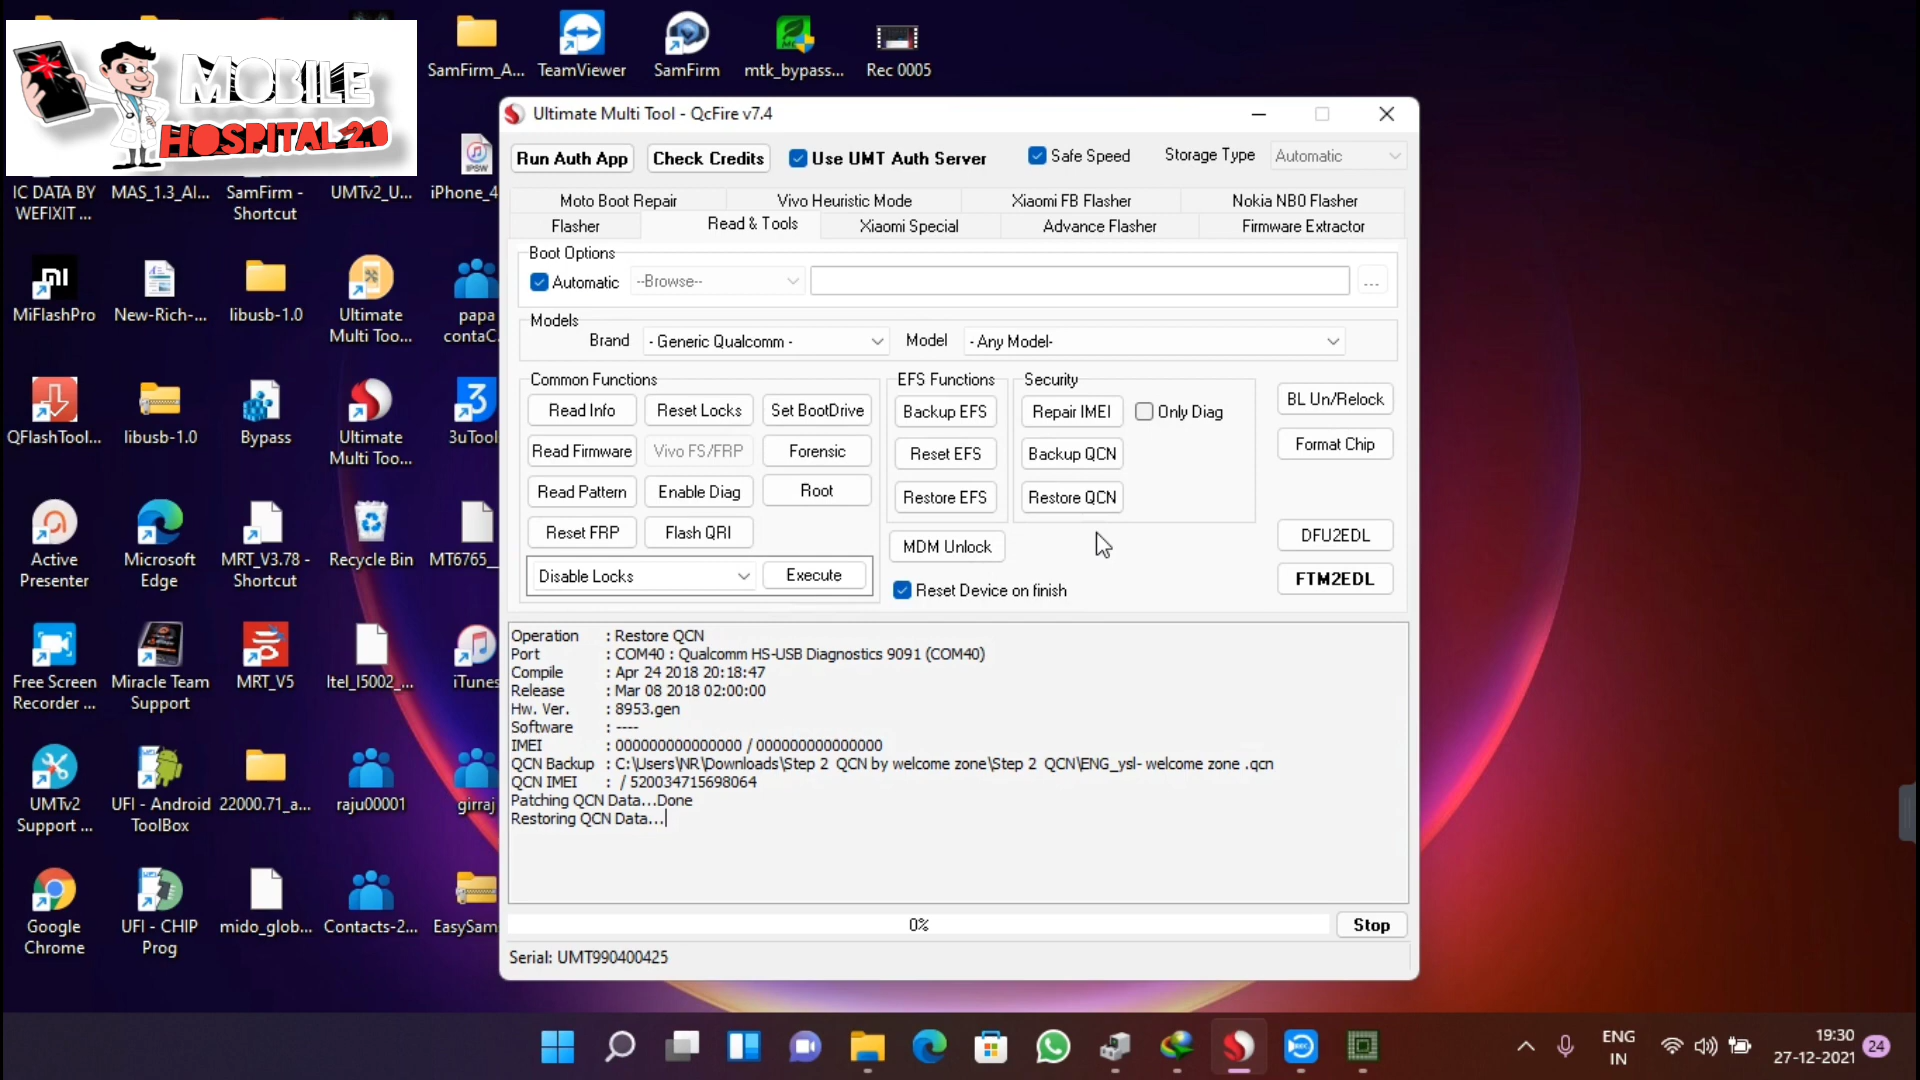 SamFirm_A...
TeamViewer
SamFirm
mtk_bypass...
Rec 0005
MOBILE
HOSPITAL 2.0
IC DATA BY
WEFIXIT ...
MAS_1.3_AI...
SamFirm -
Shortcut
UMTv2_U...
iPhone_4
MiFlashPro
New-Rich-...
libusb-1.0
Ultimate
Multi Too...
papa
contaC
QFlashTool...
libusb-1.0
Bypass
Ultimate
Multi Too...
3uTool
Active
Presenter
Microsoft
Edge
MRT_V3.78 -
Shortcut
Recycle Bin
MT6765_
Free Screen
Recorder ...
Miracle Team
Support
MRT_V5
Itel_I5002_...
iTunes
UMTv2
Support ...
UFI - Android
ToolBox
22000.71_a...
raju00001
girraj
Google
Chrome
UFI - CHIP
Prog
mido_glob...
Contacts-2...
EasySam
Ultimate Multi Tool - QcFire v7.4
Run Auth App
Check Credits
Use UMT Auth Server
Safe Speed
Storage Type
Automatic
Moto Boot Repair
Vivo Heuristic Mode
Xiaomi FB Flasher
Nokia NB0 Flasher
Flasher
Read & Tools
Xiaomi Special
Advance Flasher
Firmware Extractor
Boot Options
Automatic
--Browse--
...
Models
Brand
- Generic Qualcomm -
Model
- Any Model-
Common Functions
Read Info
Reset Locks
Set BootDrive
Read Firmware
Vivo FS/FRP
Forensic
Read Pattern
Enable Diag
Root
Reset FRP
Flash QRI
Disable Locks
Execute
EFS Functions
Backup EFS
Reset EFS
Restore EFS
MDM Unlock
Security
Repair IMEI
Only Diag
Backup QCN
Restore QCN
Reset Device on finish
BL Un/Relock
Format Chip
DFU2EDL
FTM2EDL
Operation : Restore QCN
Port : COM40 : Qualcomm HS-USB Diagnostics 9091 (COM40)
Compile : Apr 24 2018 20:18:47
Release : Mar 08 2018 02:00:00
Hw. Ver. : 8953.gen
Software : ----
IMEI : 000000000000000 / 000000000000000
QCN Backup : C:\Users\NR\Downloads\Step 2  QCN by welcome zone\Step 2  QCN\ENG_ysl- welcome zone .qcn
QCN IMEI : / 520034715698064
Patching QCN Data...Done
Restoring QCN Data...
0%
Stop
Serial: UMT990400425
ENG
IN
19:30
27-12-2021
24